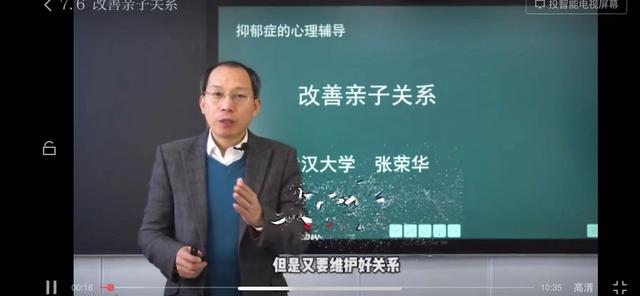 7.6 改善亲子关系
投智能电视屏幕
抑郁症的心理辅导
改善亲子关系
汉大学 张荣华
但是又要维护好关系
00:16
10:35
高清